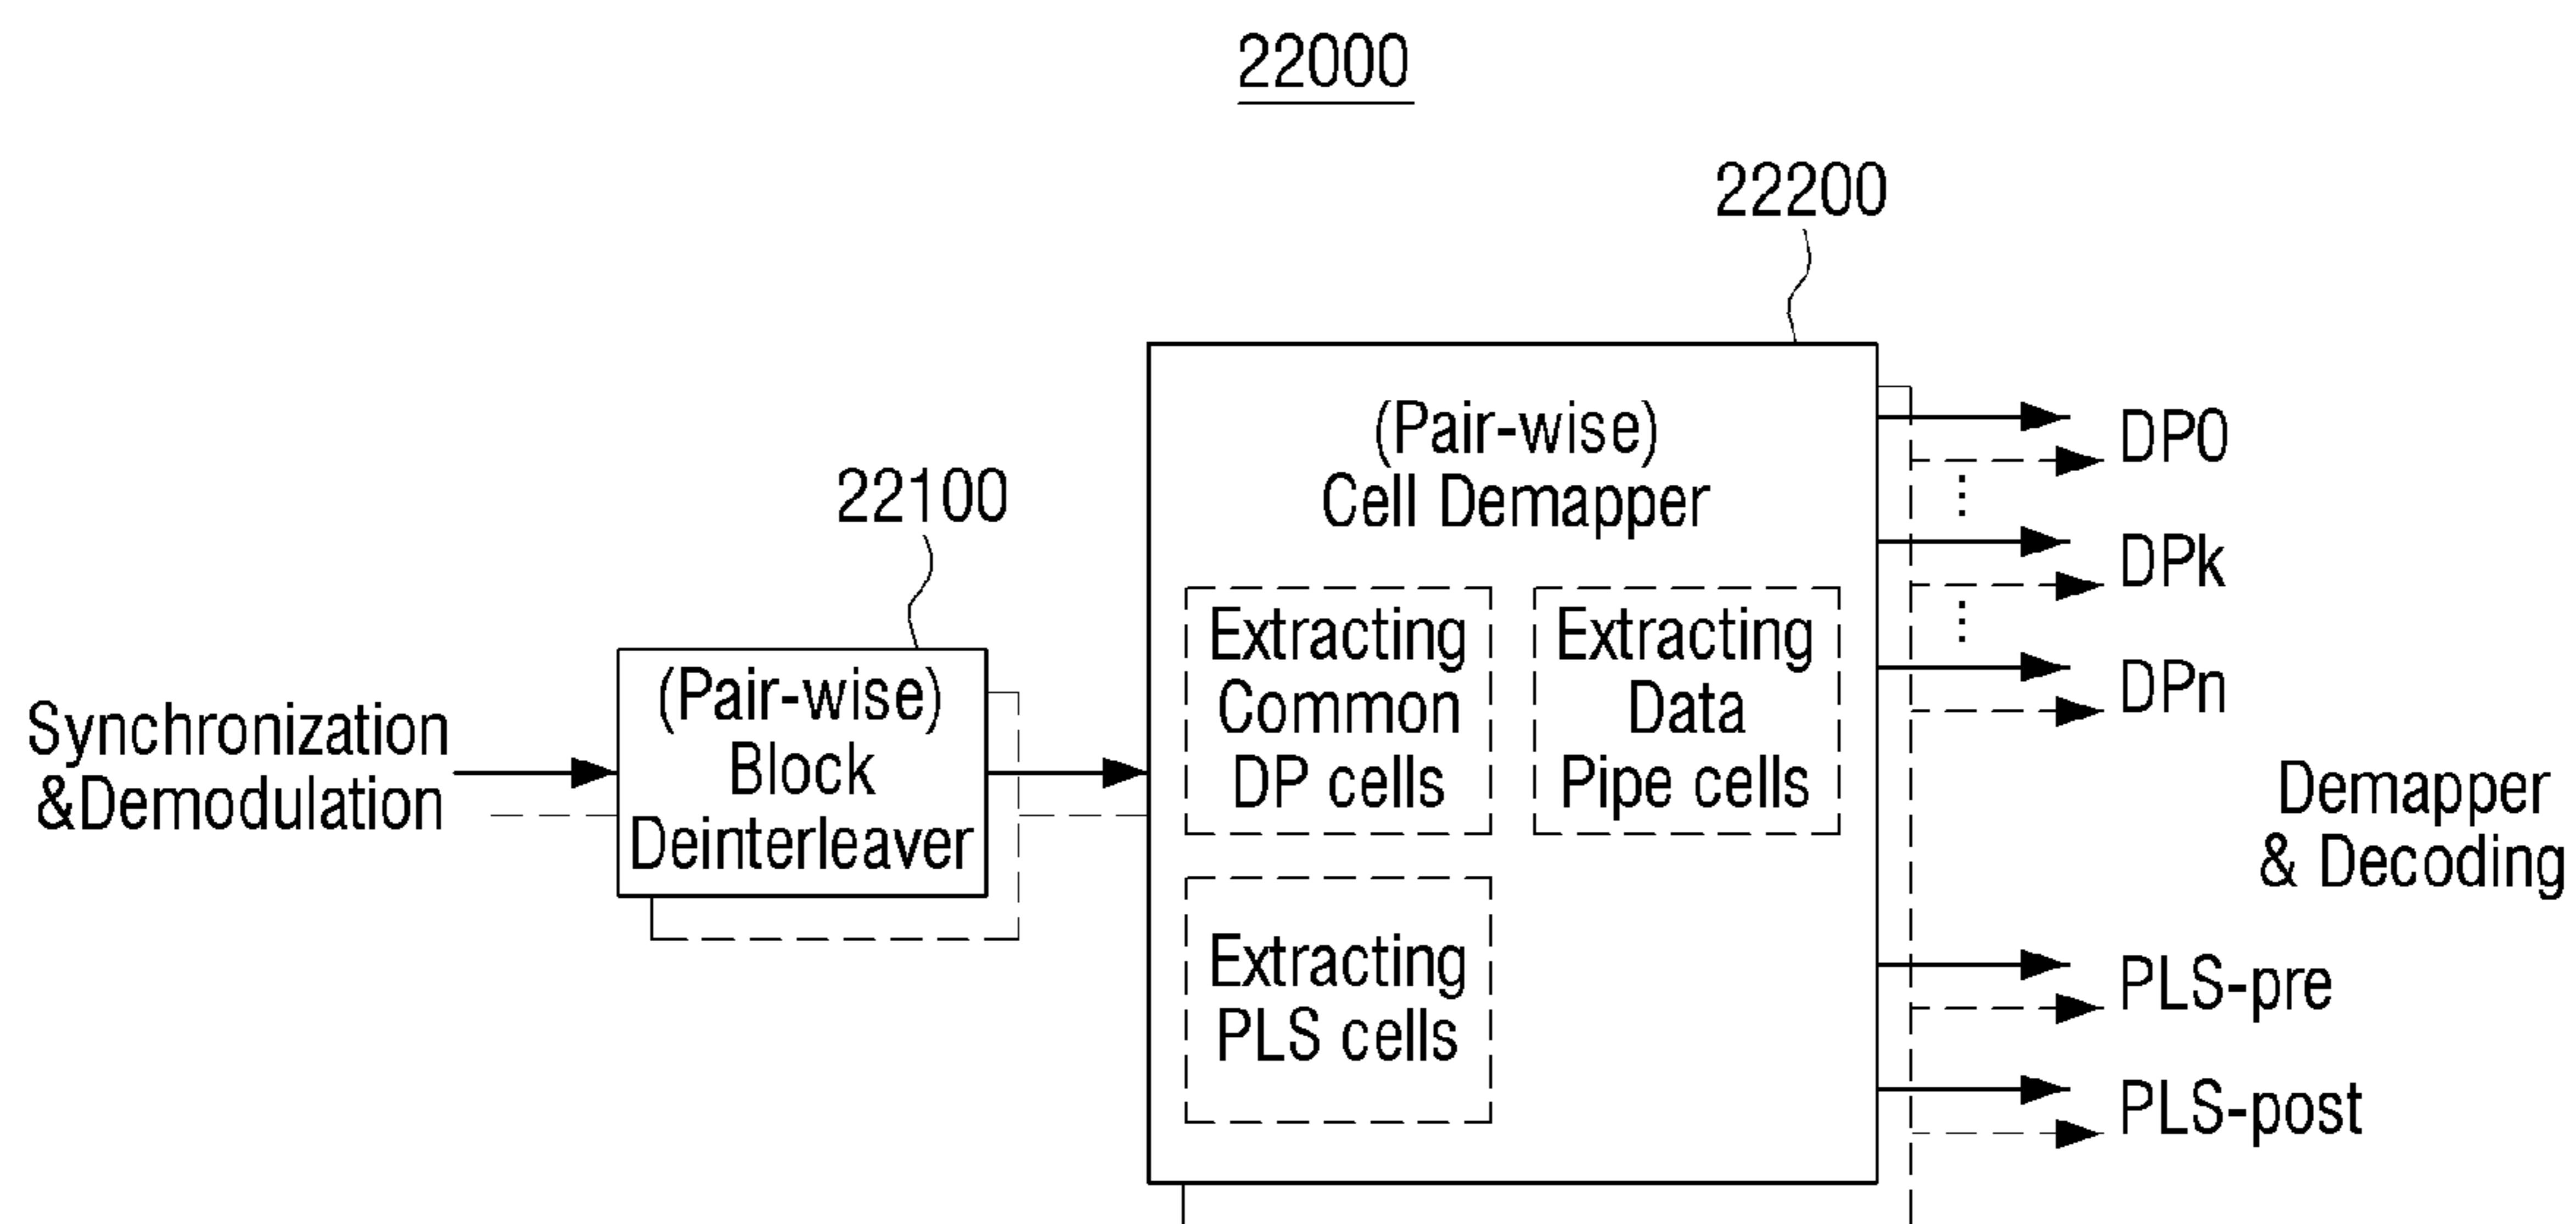 22000
22200
22100
Synchronization
&Demodulation
(Pair-wise)
Block
Deinterleaver
(Pair-wise)
Cell Demapper
Extracting
Common
DP cells
Extracting
Data
Pipe cells
Extracting
PLS cells
DP0
DPk
DPn
Demapper
& Decoding
PLS-pre
PLS-post